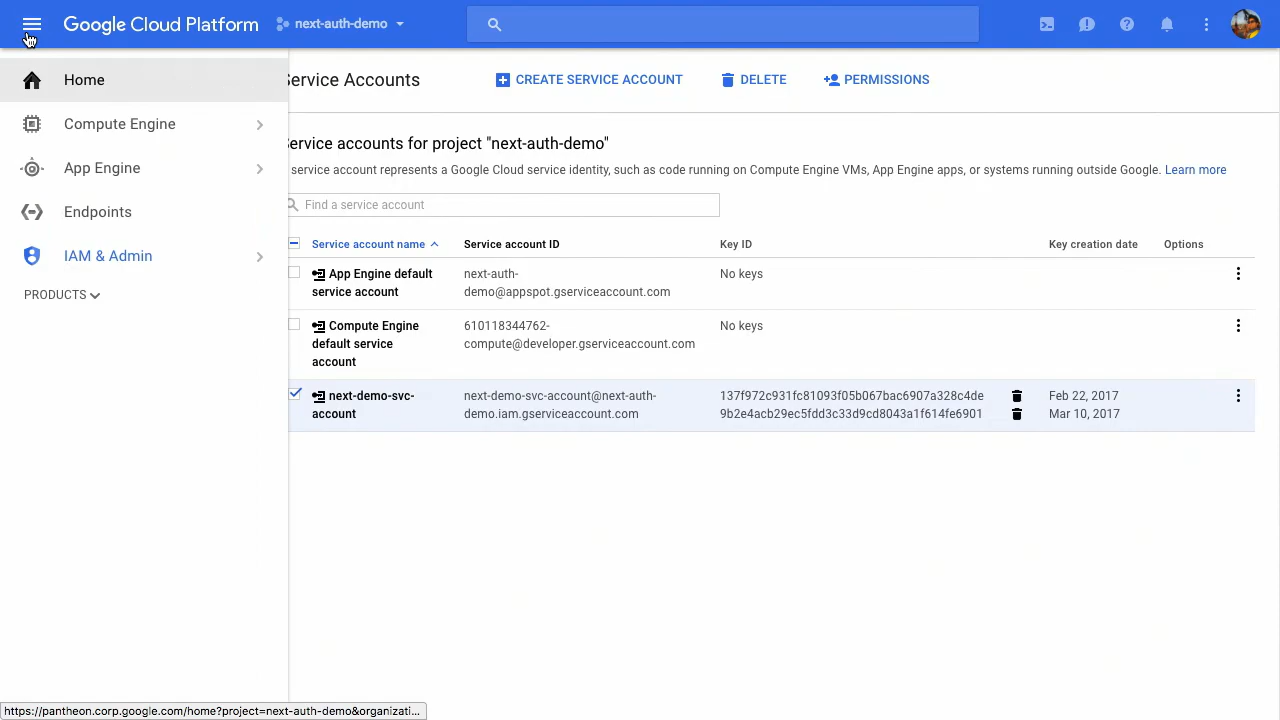 Google Cloud Platform
next-auth-demo
Home
Compute Engine
App Engine
Endpoints
IAM & Admin
PRODUCTS
Service Accounts
CREATE SERVICE ACCOUNT
DELETE
PERMISSIONS
Service accounts for project "next-auth-demo"
service account represents a Google Cloud service identity, such as code running on Compute Engine VMs, App Engine apps, or systems running outside Google. Learn more
Find a service account
Service account name
Service account ID
Key ID
Key creation date
Options
App Engine default
service account
next-auth-
demo@appspot.gserviceaccount.com
No keys
Compute Engine
default service
account
610118344762-
compute@developer.gserviceaccount.com
No keys
next-demo-svc-
account
next-demo-svc-account@next-auth-
demo.iam.gserviceaccount.com
137f972c931fc81093f05b067bac6907a328c4de
9b2e4acb29ec5fdd3c33d9cd8043a1f614fe6901
Feb 22, 2017
Mar 10, 2017
https://pantheon.corp.google.com/home?project=next-auth-demo&organizati...